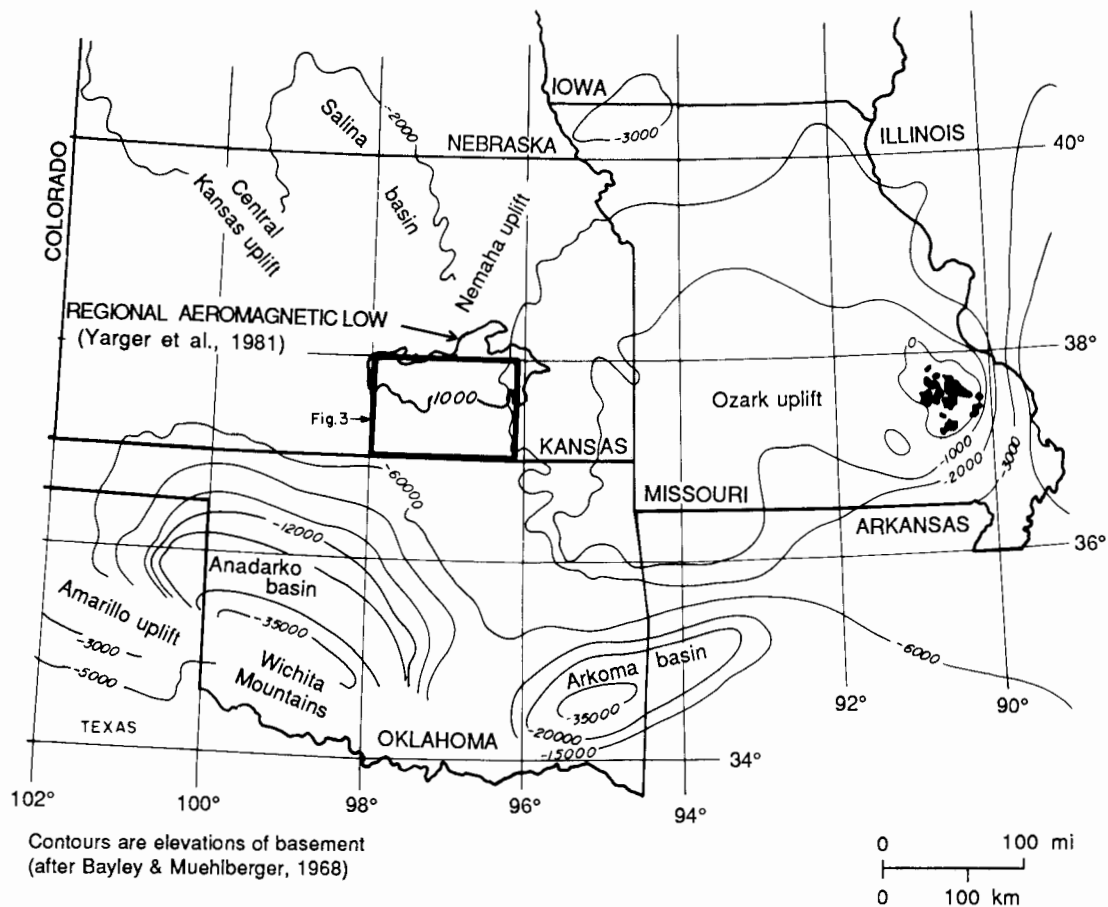 IOWA
-3000
ILLINOIS
Salina
-2000
basin
NEBRASKA
40°
COLORADO
Central
Kansas uplift
Nemaha uplift
REGIONAL AEROMAGNETIC LOW
(Yarger et al., 1981)
38°
0
Ozark uplift
1000
Fig.3
KANSAS
-1000
-2000
-3000
-60000
MISSOURI
ARKANSAS
36°
-12000
Anadarko
basin
Amarillo uplift
-35000
-3000
-5000
Wichita
Mountains
Arkoma basin
-35000
-20000
-15000
-6000
TEXAS
OKLAHOMA
34°
92°
90°
102°
100°
98°
96°
94°
Contours are elevations of basement
(after Bayley & Muehlberger, 1968)
0 100 mi
0 100 km